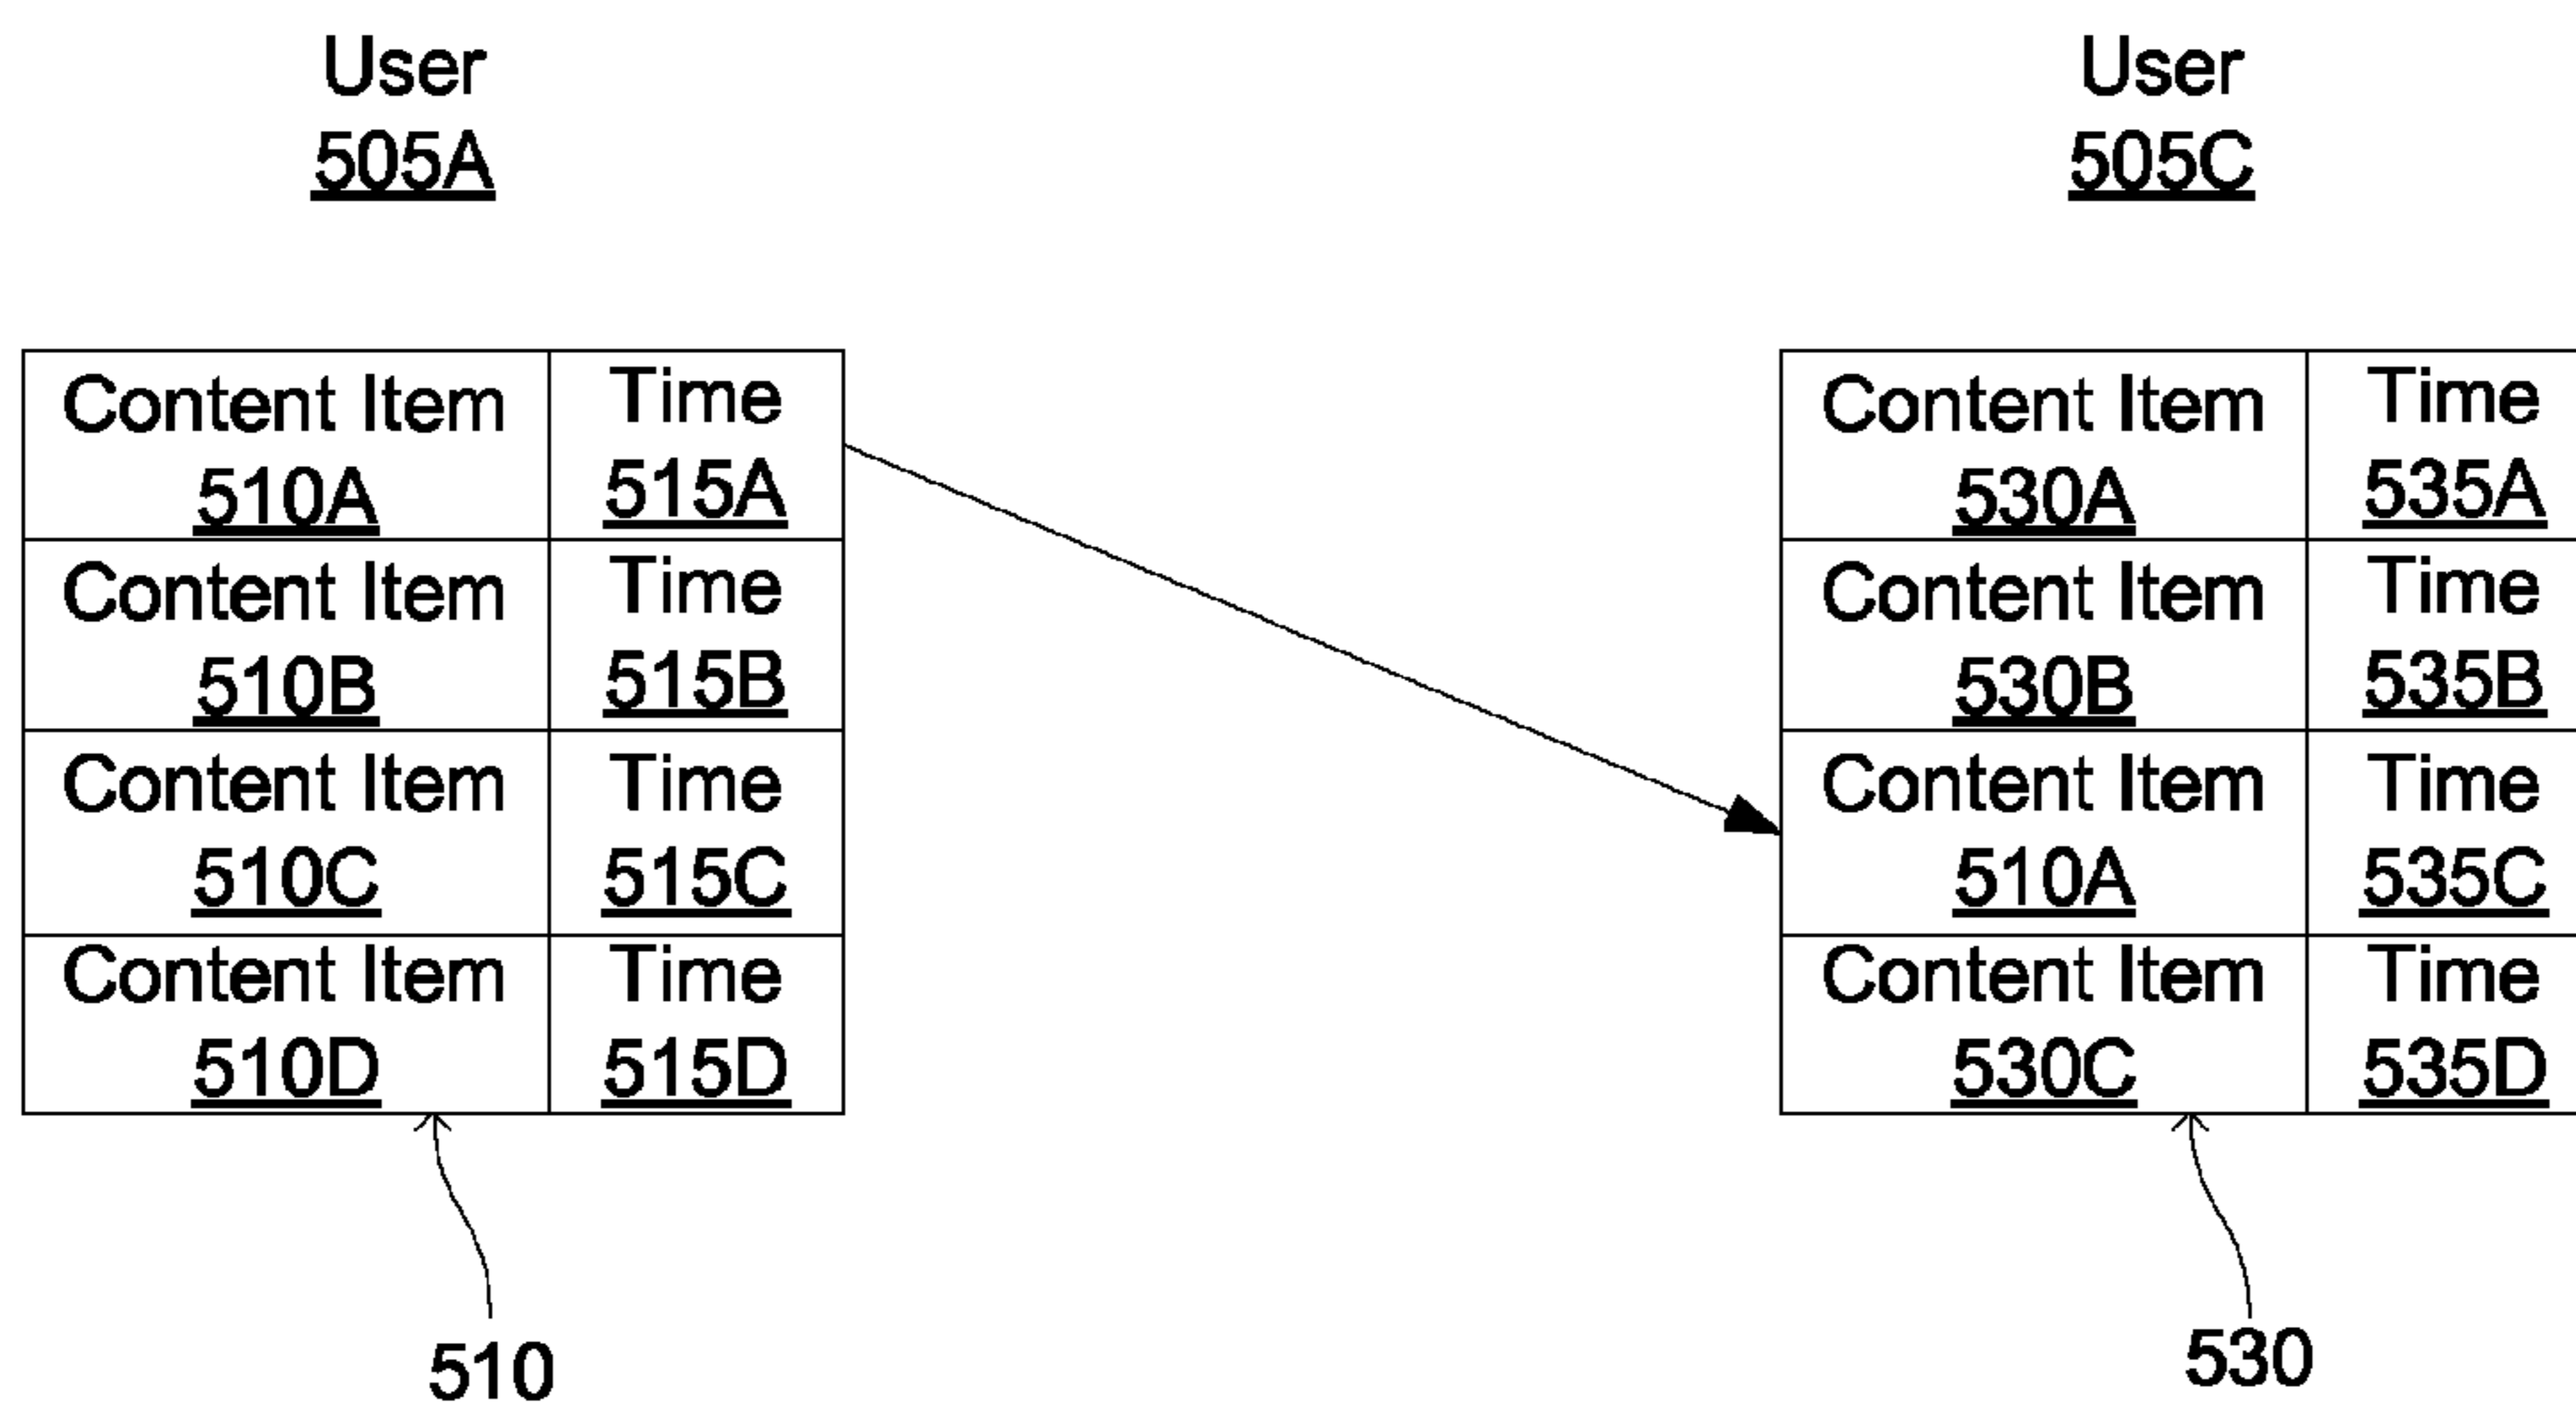 User
505A
User
505C
Content Item
510A
Time
515A
Content Item
510B
Time
515B
Content Item
510C
Time
515C
Content Item
510D
Time
515D
510
Content Item
530A
Time
535A
Content Item
530B
Time
535B
Content Item
510A
Time
535C
Content Item
530C
Time
535D
530